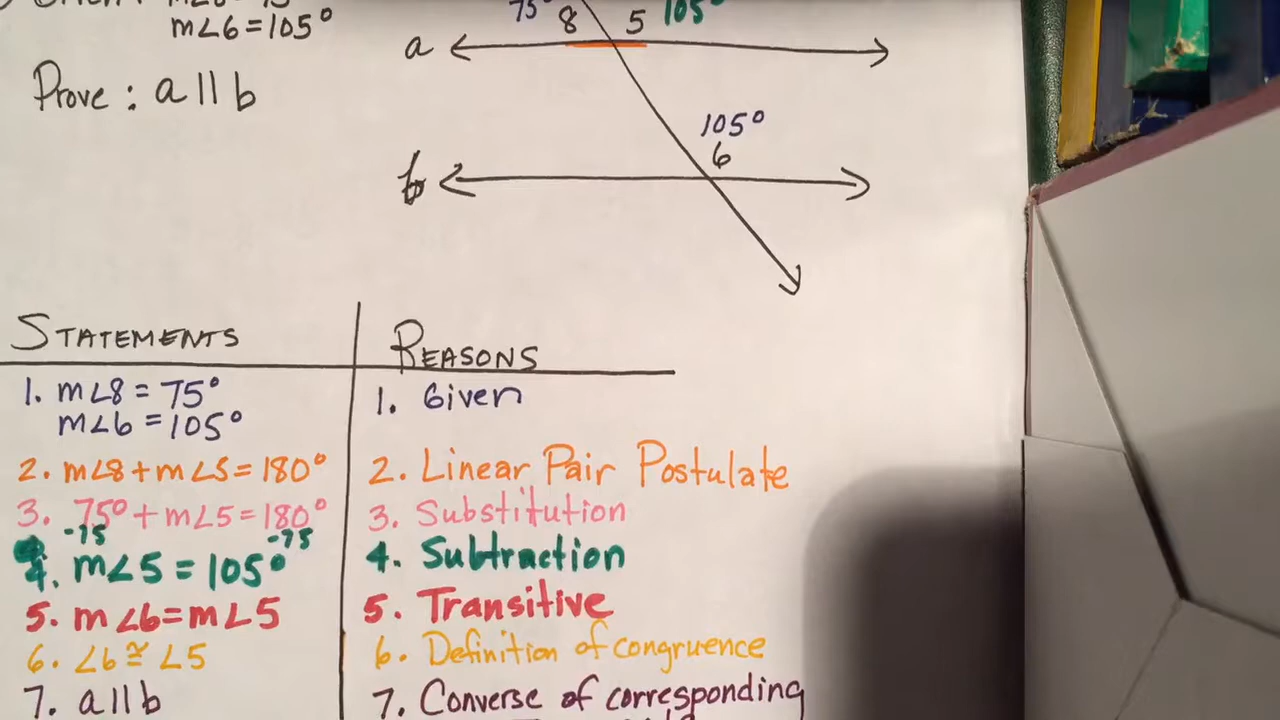 m∠6=105°
75° 8 5 105°
a
Prove : a || b
105°
6
b
STATEMENTS
REASONS
1. m∠8 = 75°
m∠6 = 105°
1. Given
2. m∠8 + m∠5 = 180°
2. Linear Pair Postulate
3. 75° + m∠5 = 180°
3. Substitution
-75 -75
4. m∠5 = 105°
4. Subtraction
5. m∠6 = m∠5
5. Transitive
6. ∠6 ≅ ∠5
6. Definition of congruence
7. a || b
7. Converse of corresponding